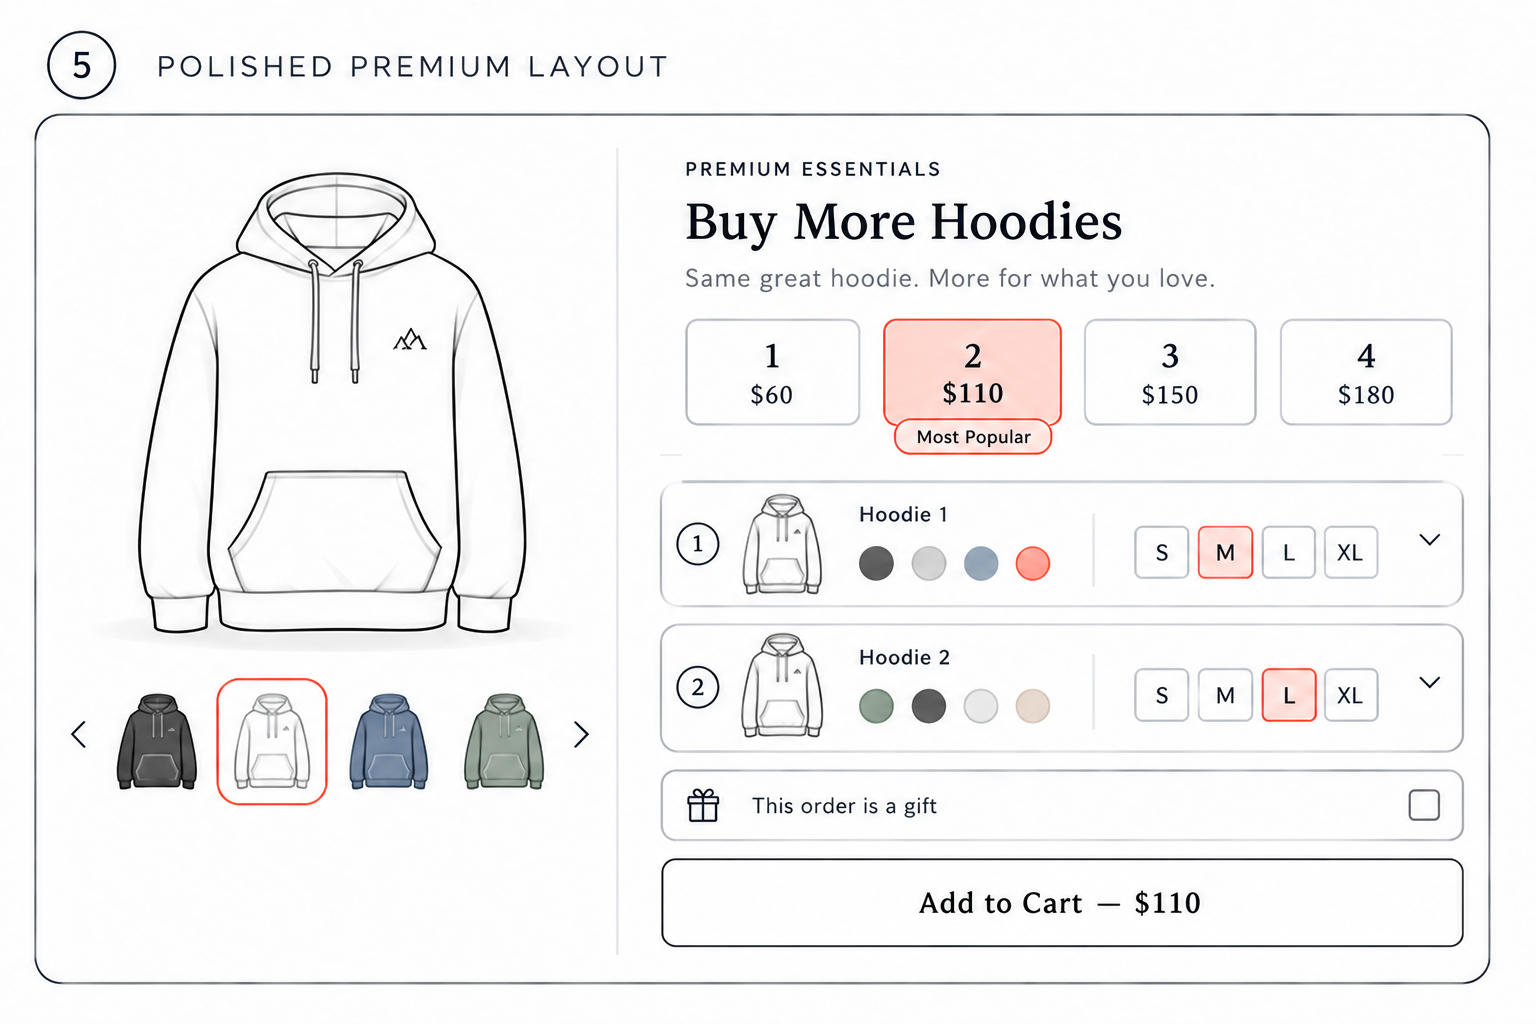 5 POLISHED PREMIUM LAYOUT
PREMIUM ESSENTIALS
Buy More Hoodies
Same great hoodie. More for what you love.
1 2 3 4
$60 $110 $150 $180
Most Popular
1 Hoodie 1
S M L XL
2 Hoodie 2
S M L XL
This order is a gift
Add to Cart — $110